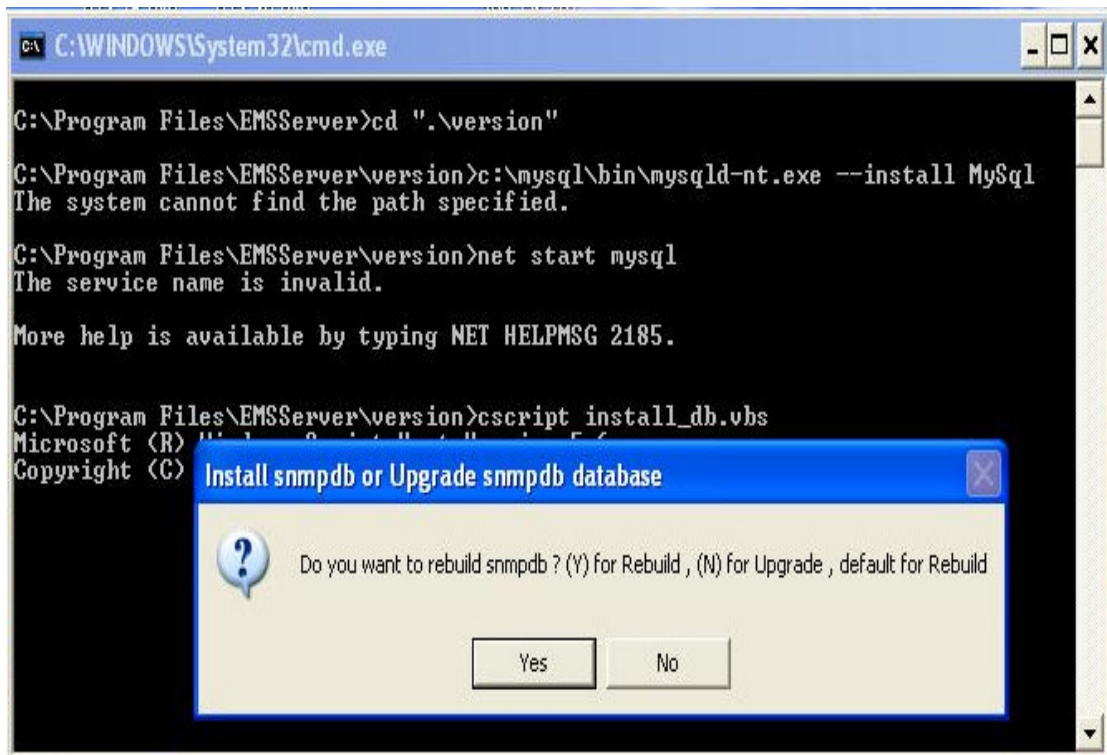 C:\WINDOWS\System32\cmd.exe
C:\Program Files\EMSServer>cd ".\version"
C:\Program Files\EMSServer\version>c:\mysql\bin\mysqld-nt.exe --install MySql
The system cannot find the path specified.
C:\Program Files\EMSServer\version>net start mysql
The service name is invalid.
More help is available by typing NET HELPMSG 2185.
C:\Program Files\EMSServer\version>cscript install_db.vbs
Microsoft (R)
Copyright (C)
Install snmpdb or Upgrade snmpdb database
Do you want to rebuild snmpdb ? (Y) for Rebuild , (N) for Upgrade , default for Rebuild
Yes
No